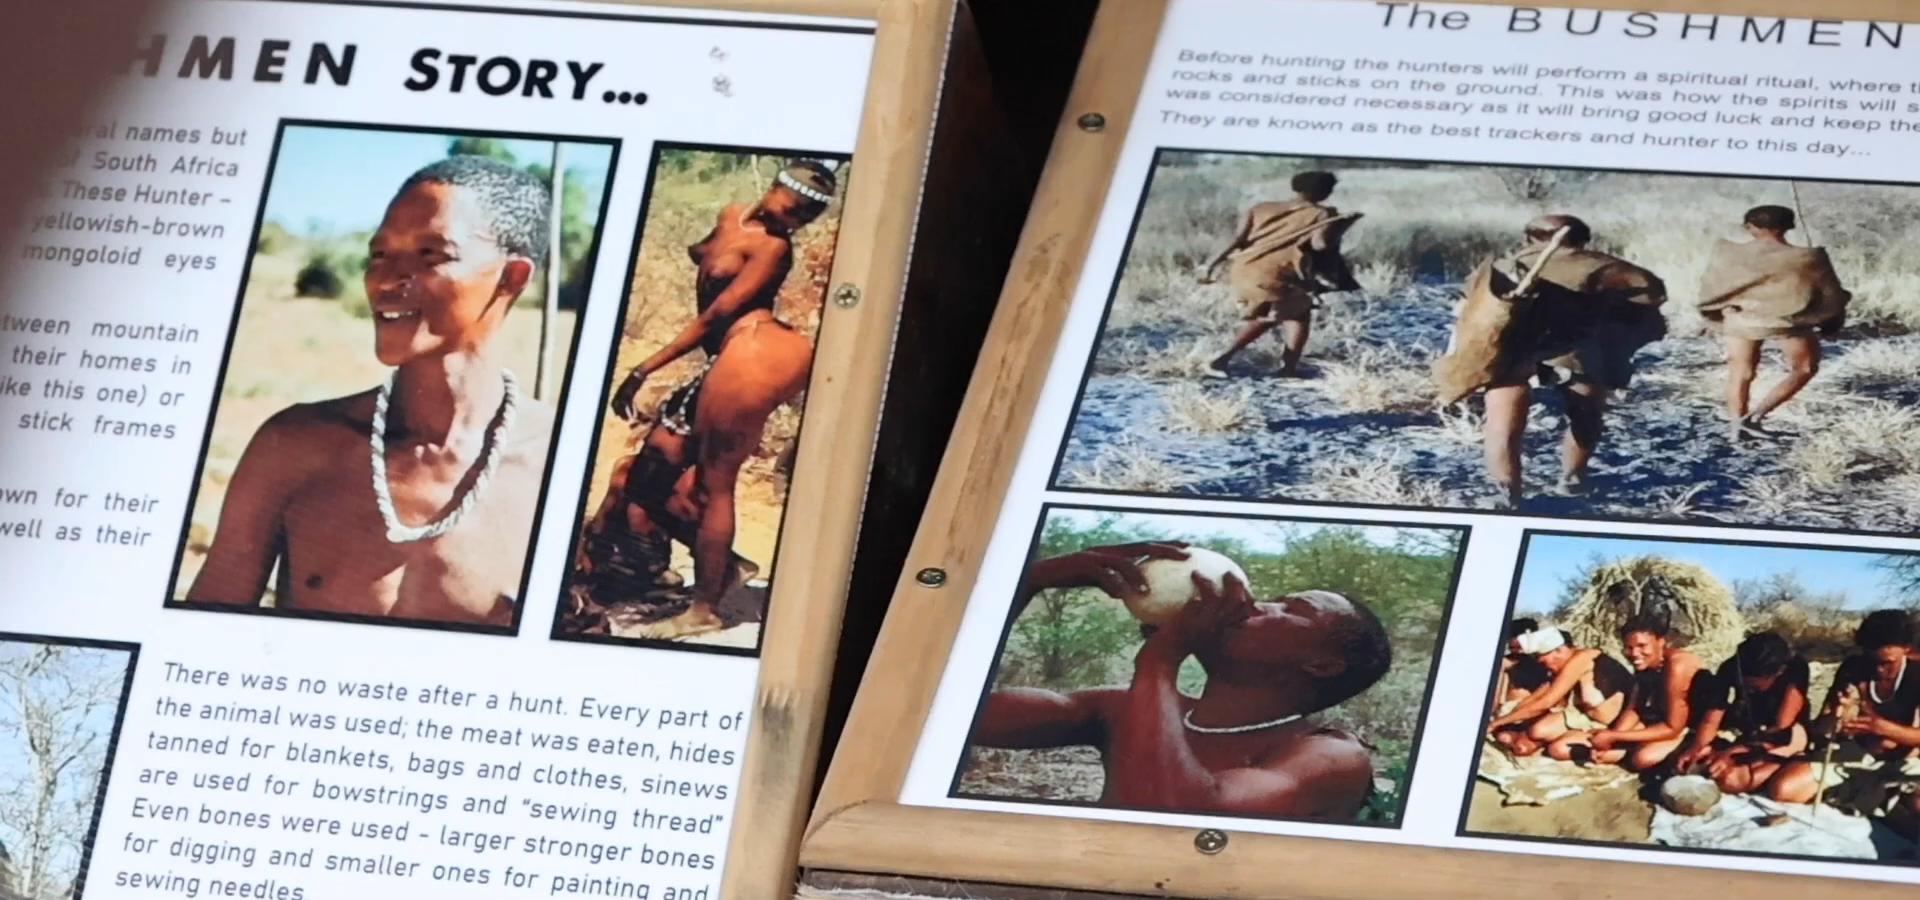 HMEN STORY...
ral names but
of South Africa
These Hunter –
yellowish-brown
mongoloid eyes
tween mountain
their homes in
ike this one) or
stick frames
own for their
well as their
There was no waste after a hunt. Every part of
the animal was used; the meat was eaten, hides
tanned for blankets, bags and clothes, sinews
are used for bowstrings and “sewing thread”
Even bones were used – larger stronger bones
for digging and smaller ones for painting and
sewing needles.
The BUSHMEN
Before hunting the hunters will perform a spiritual ritual, where t
rocks and sticks on the ground. This was how the spirits will s
was considered necessary as it will bring good luck and keep the
They are known as the best trackers and hunter to this day...